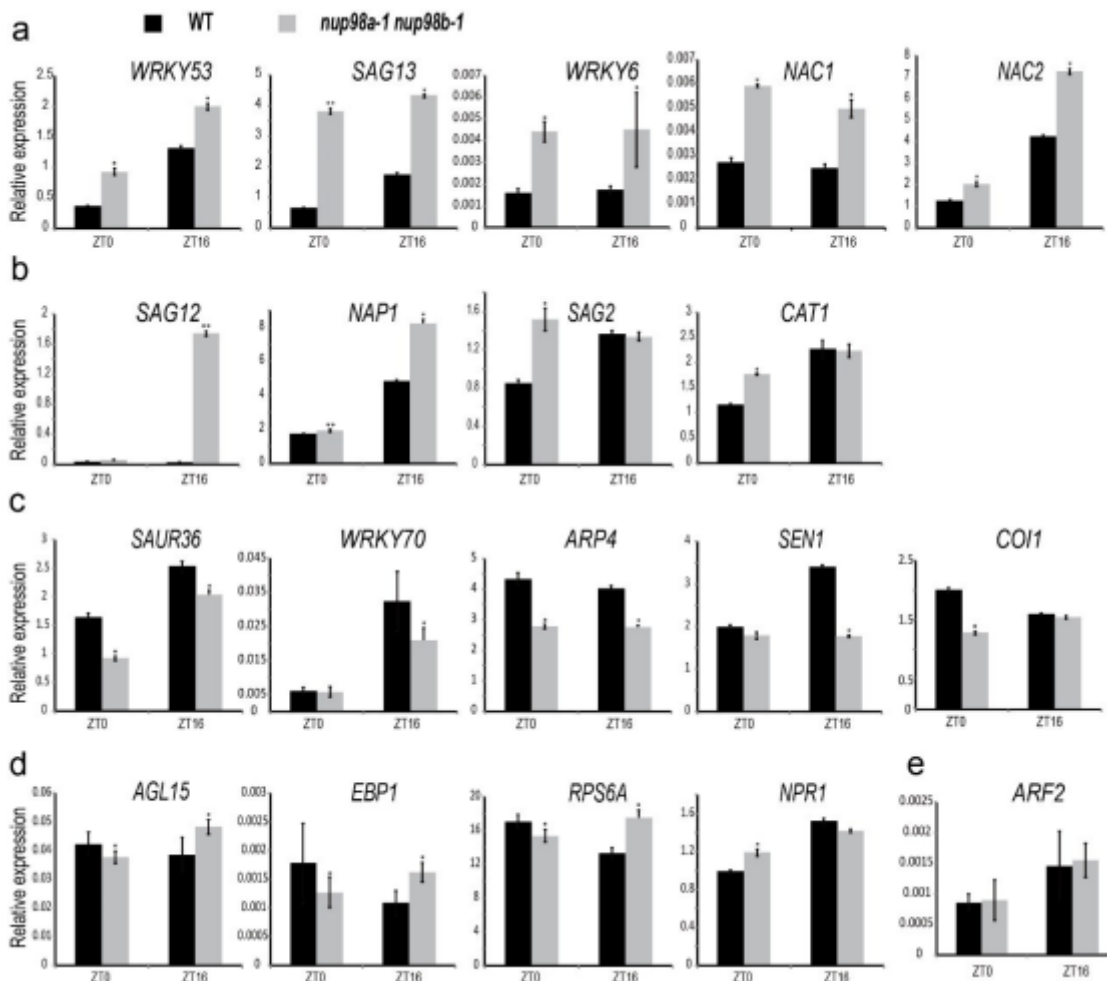 a WT nup98a-1 nup98b-1
WRKY53 SAG13 WRKY6 NAC1 NAC2
Relative expression
2.5 2 1.5 1 0.5 0
5 4 3 2 1 0
0.007 0.006 0.005 0.004 0.003 0.002 0.001 0
0.007 0.006 0.005 0.004 0.003 0.002 0.001 0
8 7 6 5 4 3 2 1 0
ZT0 ZT16 ZT0 ZT16 ZT0 ZT16 ZT0 ZT16 ZT0 ZT16
b
SAG12 NAP1 SAG2 CAT1
Relative expression
2 1.6 1.2 0.8 0.4 0
8 6 4 2 0
1.6 1.2 0.8 0.4 0
3 2.5 2 1.5 1 0.5 0
ZT0 ZT16 ZT0 ZT16 ZT0 ZT16 ZT0 ZT16
c
SAUR36 WRKY70 ARP4 SEN1 COI1
Relative expression
3 2.5 2 1.5 1 0.5 0
0.045 0.035 0.025 0.015 0.005 0
5 4 3 2 1 0
4 3 2 1 0
2.5 1.5 0.5 0
ZT0 ZT16 ZT0 ZT16 ZT0 ZT16 ZT0 ZT16 ZT0 ZT16
d e
AGL15 EBP1 RPS6A NPR1 ARF2
Relative expression
0.06 0.05 0.04 0.03 0.02 0.01 0
0.003 0.0025 0.002 0.0015 0.001 0.0005 0
20 16 12 8 4 0
1.6 1.2 0.8 0.4 0
0.0025 0.002 0.0015 0.001 0.0005 0
ZT0 ZT16 ZT0 ZT16 ZT0 ZT16 ZT0 ZT16 ZT0 ZT16